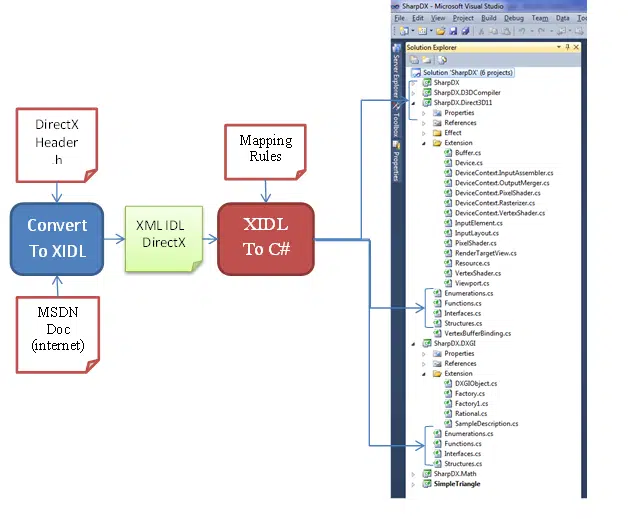 DirectX
Header
.h
Convert
To XIDL
MSDN
Doc
(internet)
XML IDL
DirectX
Mapping
Rules
XIDL
To C#
SharpDX - Microsoft Visual Studio
File Edit View Project Build Debug Team Data
Server Explorer
Toolbox
Properties
Solution Explorer
Solution 'SharpDX' (6 projects)
SharpDX
SharpDX.D3DCompiler
SharpDX.Direct3D11
Properties
References
Effect
Extension
Buffer.cs
Device.cs
DeviceContext.InputAssembler.cs
DeviceContext.OutputMerger.cs
DeviceContext.PixelShader.cs
DeviceContext.Rasterizer.cs
DeviceContext.VertexShader.cs
InputElement.cs
InputLayout.cs
PixelShader.cs
RenderTargetView.cs
Resource.cs
VertexShader.cs
Viewport.cs
Enumerations.cs
Functions.cs
Interfaces.cs
Structures.cs
VertexBufferBinding.cs
SharpDX.DXGI
Properties
References
Extension
DXGIObject.cs
Factory.cs
Factory1.cs
Rational.cs
SampleDescription.cs
Enumerations.cs
Functions.cs
Interfaces.cs
Structures.cs
SharpDX.Math
SimpleTriangle